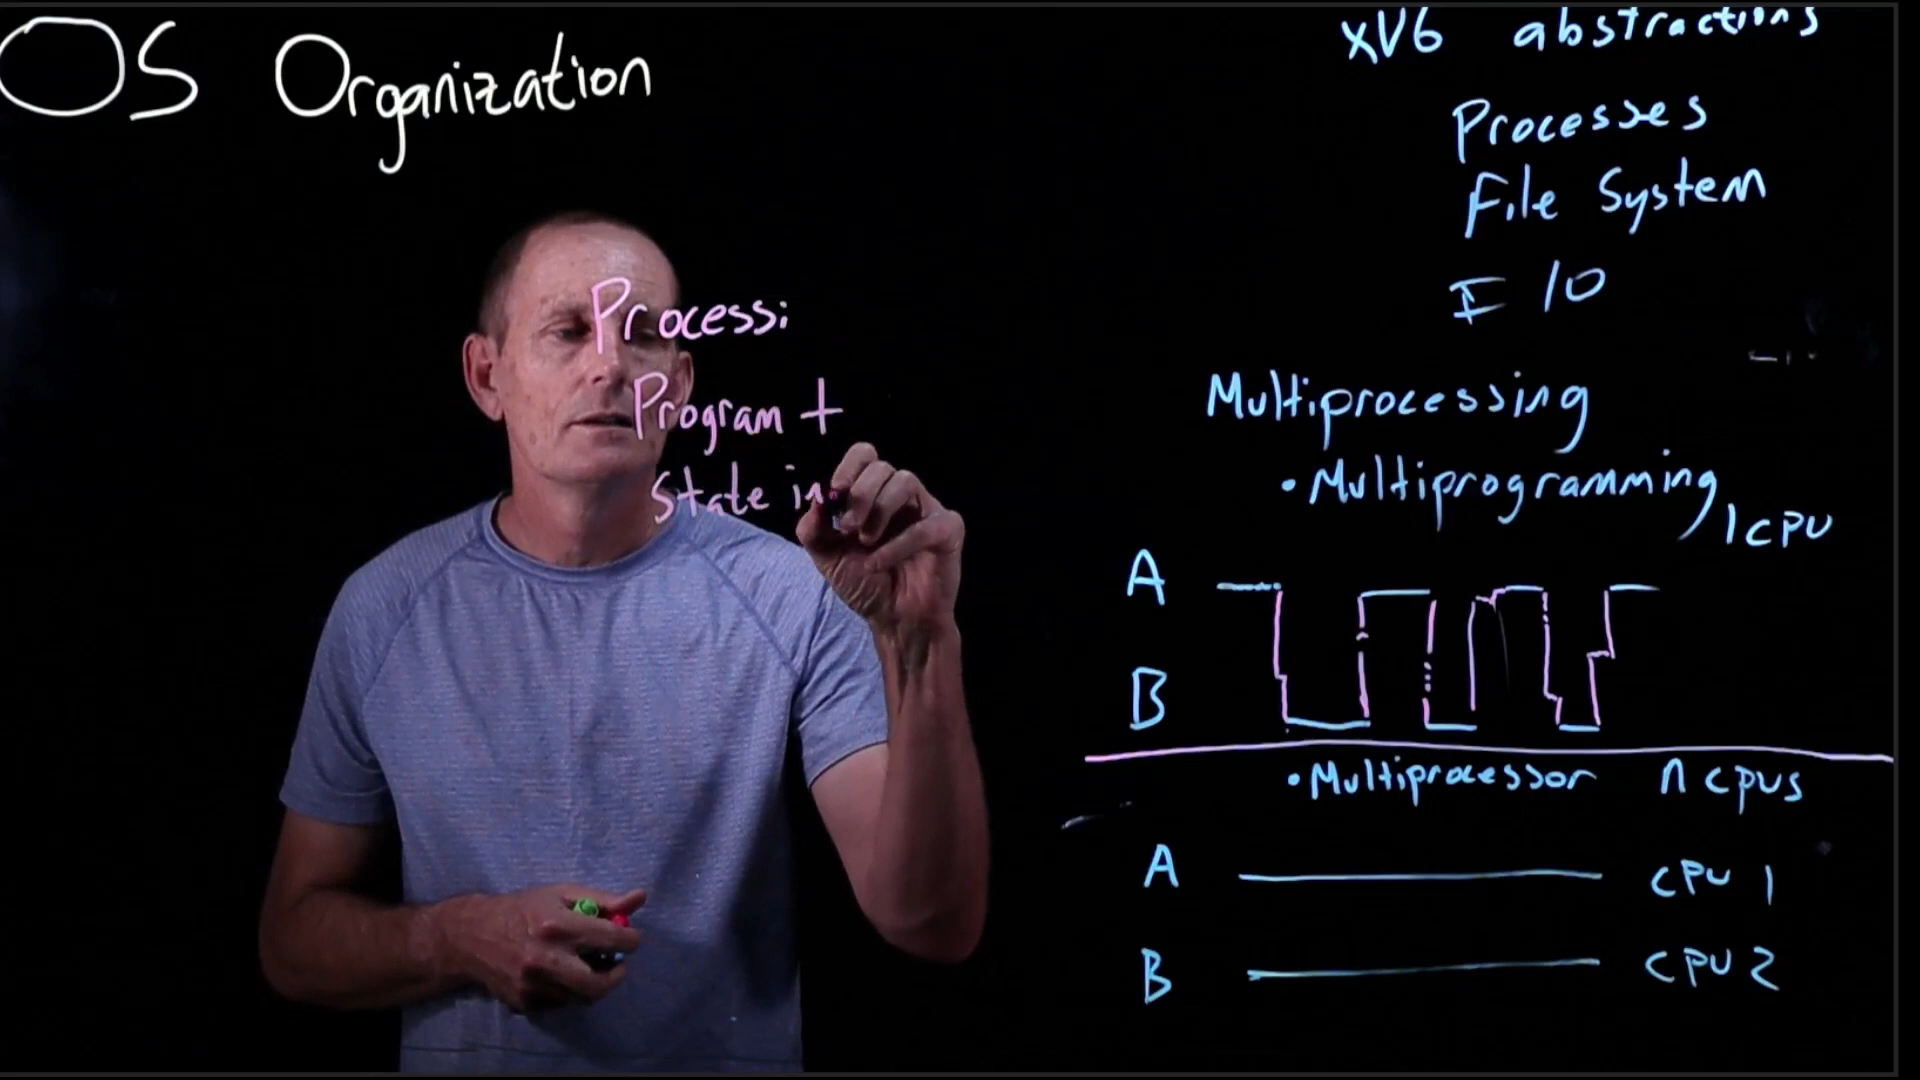 OS Organization
Process:
Program +
State in
xv6 abstractions
Processes
File System
I/O
Multiprocessing
• Multiprogramming
1 CPU
A
B
• Multiprocessor n cpus
A CPU 1
B CPU 2